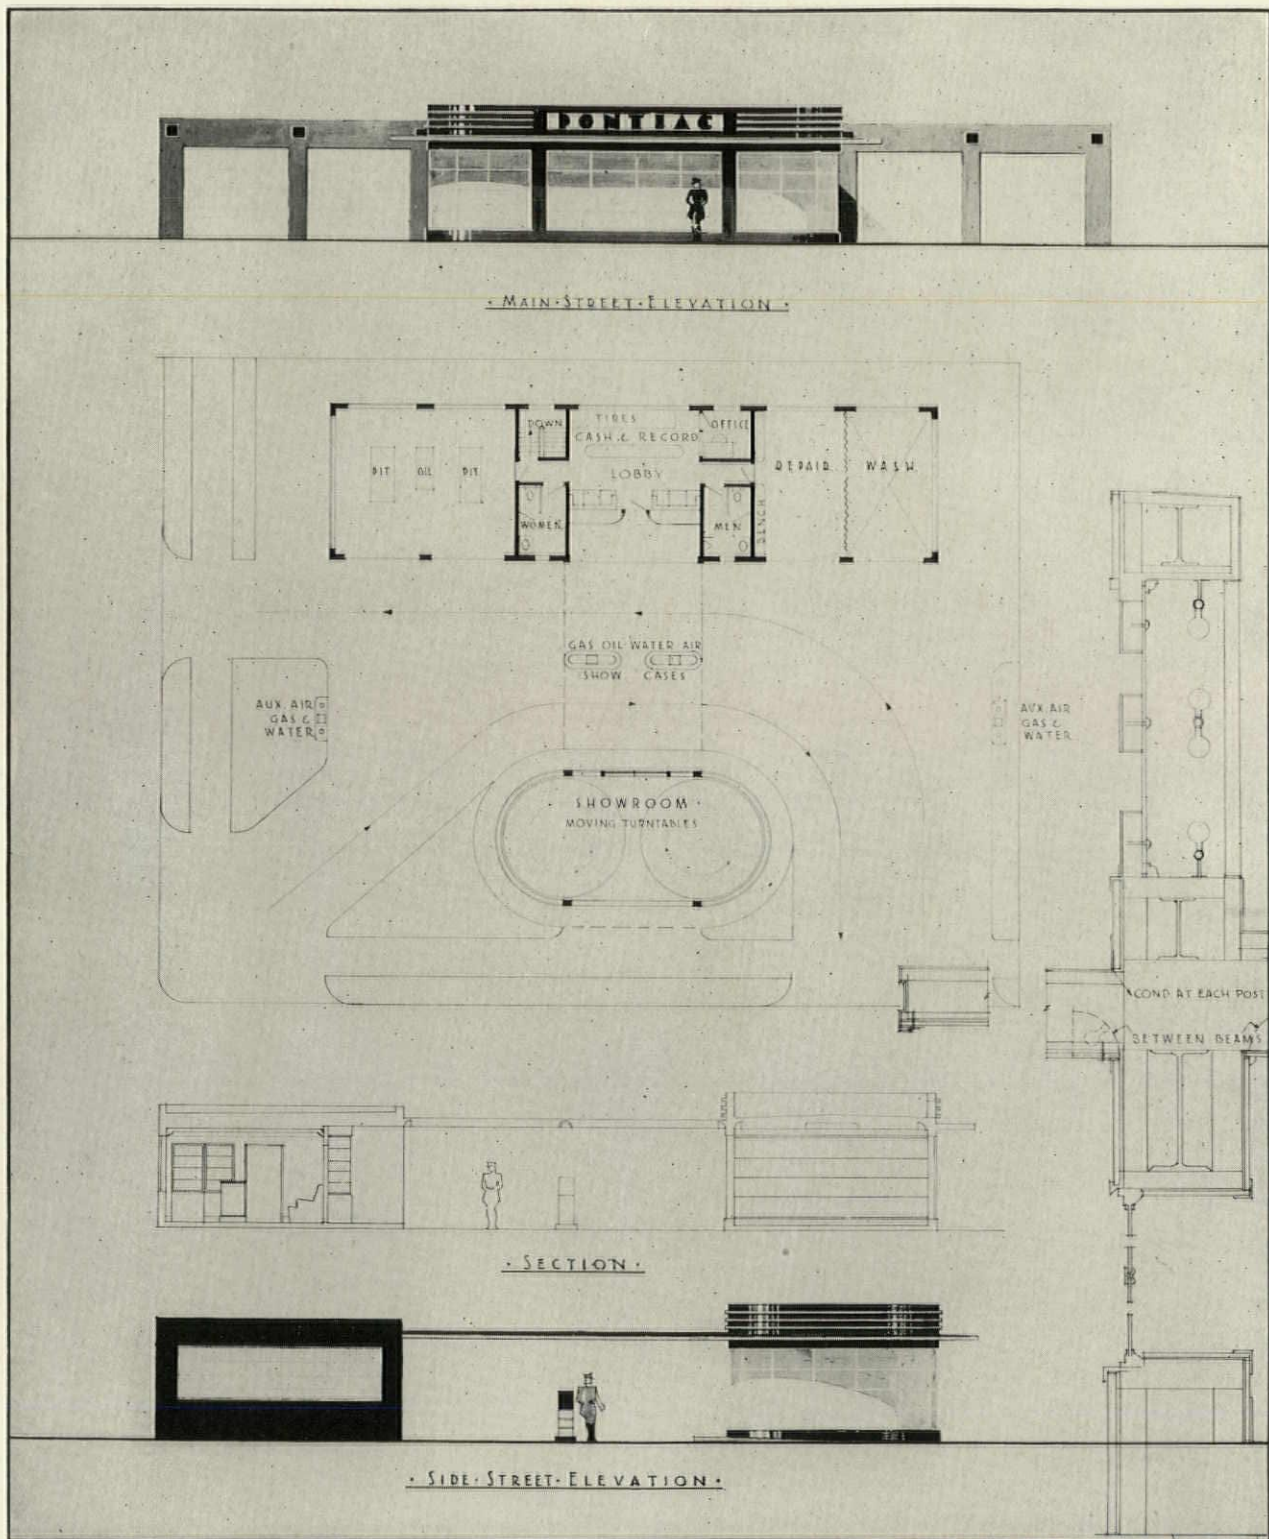 PONTIAC
· MAIN · STREET · ELEVATION ·
DOWN
TIRES
OFFICE
CASH & RECORD
PIT OIL PIT
LOBBY
REPAIR
WASH
WOMEN
MEN
BENCH
GAS OIL WATER AIR
SHOW CASES
AUX. AIR
GAS &
WATER
AUX. AIR
GAS &
WATER
SHOWROOM ·
MOVING TURNTABLES
COND AT EACH POST
BETWEEN BEAMS
· SECTION ·
· SIDE · STREET · ELEVATION ·